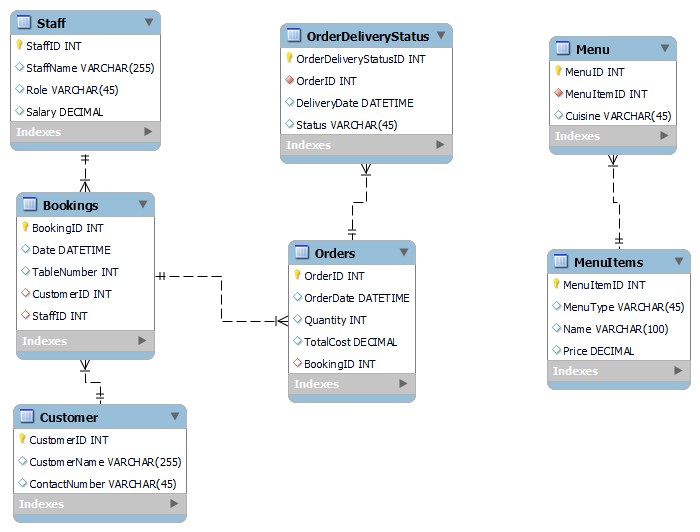 Staff
StaffID INT
StaffName VARCHAR(255)
Role VARCHAR(45)
Salary DECIMAL
Indexes
Bookings
BookingID INT
Date DATETIME
TableNumber INT
CustomerID INT
StaffID INT
Indexes
Customer
CustomerID INT
CustomerName VARCHAR(255)
ContactNumber VARCHAR(45)
Indexes
OrderDeliveryStatus
OrderDeliveryStatusID INT
OrderID INT
DeliveryDate DATETIME
Status VARCHAR(45)
Indexes
Orders
OrderID INT
OrderDate DATETIME
Quantity INT
TotalCost DECIMAL
BookingID INT
Indexes
Menu
MenuID INT
MenuItemID INT
Cuisine VARCHAR(45)
Indexes
MenuItems
MenuItemID INT
MenuType VARCHAR(45)
Name VARCHAR(100)
Price DECIMAL
Indexes